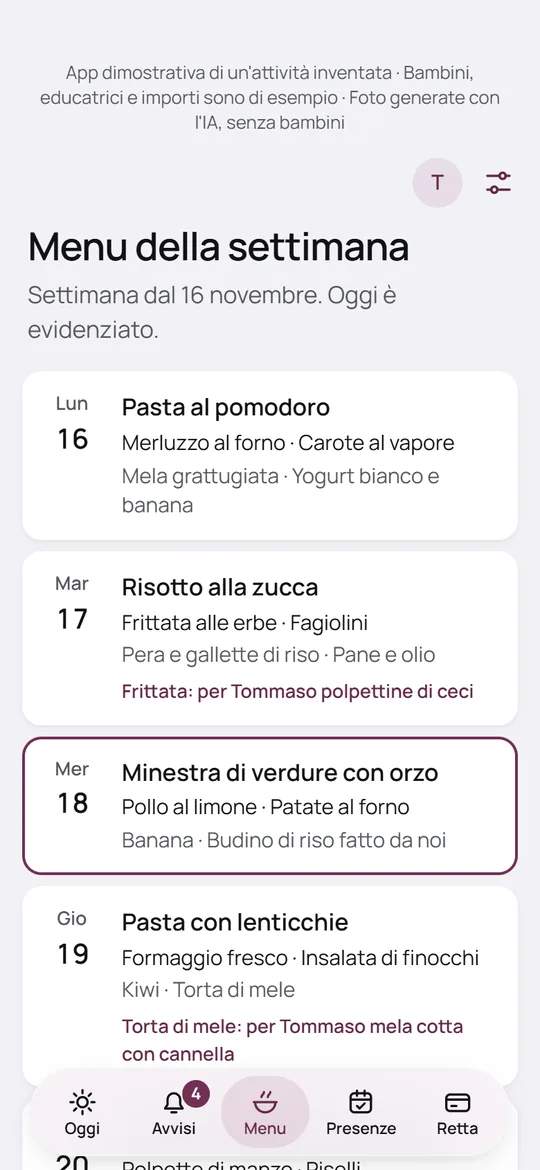 App dimostrativa di un'attività inventata · Bambini,
educatrici e importi sono di esempio · Foto generate con
l'IA, senza bambini
T
Menu della settimana
Settimana dal 16 novembre. Oggi è
evidenziato.
Lun
16
Pasta al pomodoro
Merluzzo al forno · Carote al vapore
Mela grattugiata · Yogurt bianco e
banana
Mar
17
Risotto alla zucca
Frittata alle erbe · Fagiolini
Pera e gallette di riso · Pane e olio
Frittata: per Tommaso polpettine di ceci
Mer
18
Minestra di verdure con orzo
Pollo al limone · Patate al forno
Banana · Budino di riso fatto da noi
Gio
19
Pasta con lenticchie
Formaggio fresco · Insalata di finocchi
Kiwi · Torta di mele
Torta di mele: per Tommaso mela cotta
con cannella
4
Oggi
Avvisi
Menu
Presenze
Retta
20
Polpette di manzo · Piselli